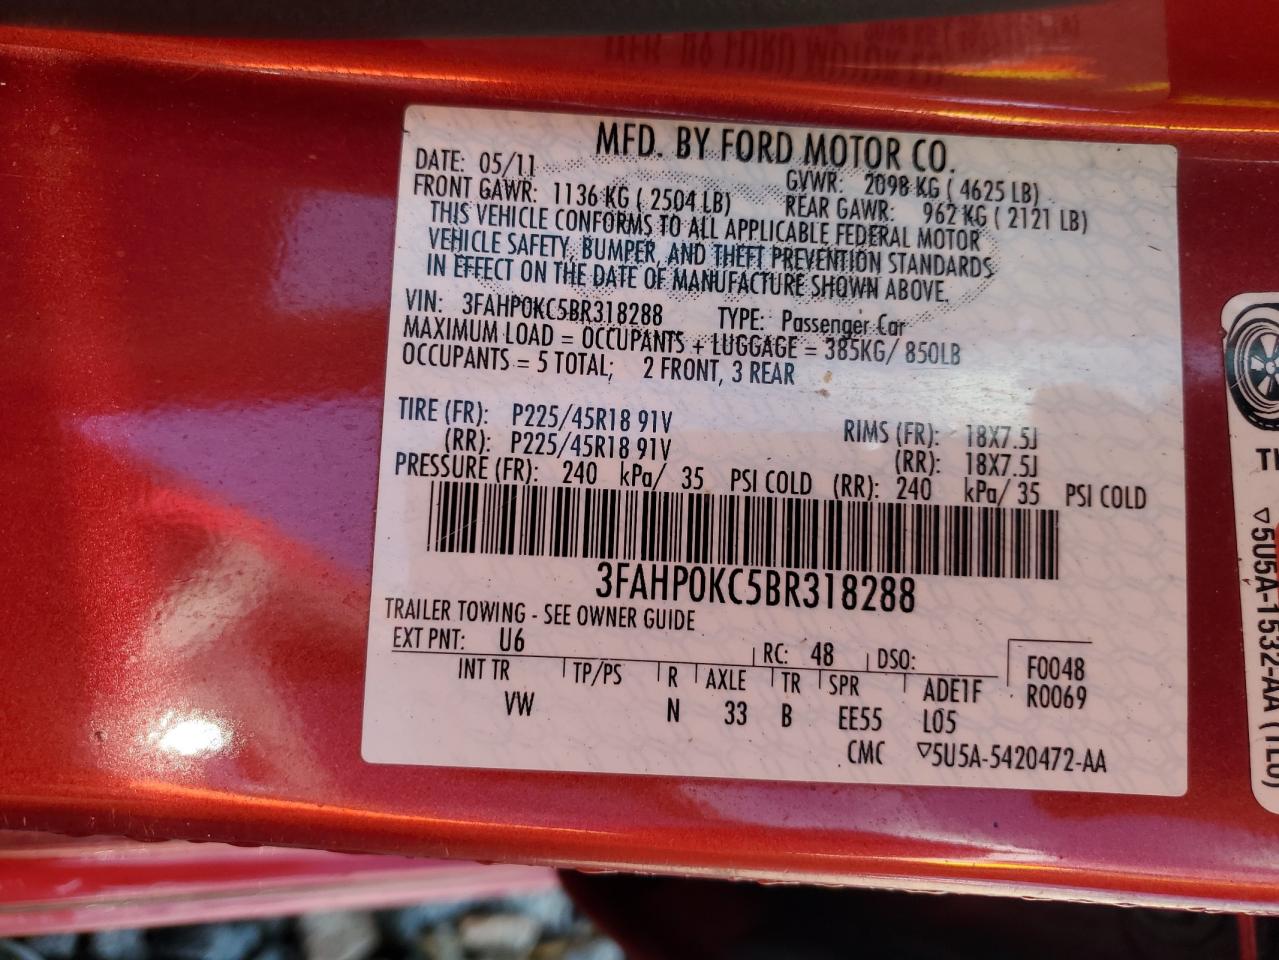 MFD. BY FORD MOTOR CO.
DATE: 05/11 GVWR: 2098 KG ( 4625 LB)
FRONT GAWR: 1136 KG ( 2504 LB) REAR GAWR: 962 KG ( 2121 LB)
THIS VEHICLE CONFORMS TO ALL APPLICABLE FEDERAL MOTOR
VEHICLE SAFETY, BUMPER, AND THEFT PREVENTION STANDARDS
IN EFFECT ON THE DATE OF MANUFACTURE SHOWN ABOVE.
VIN: 3FAHP0KC5BR318288 TYPE: Passenger Car
MAXIMUM LOAD = OCCUPANTS + LUGGAGE = 385KG/ 850LB
OCCUPANTS = 5 TOTAL; 2 FRONT, 3 REAR
TIRE (FR): P225/45R18 91V RIMS (FR): 18X7.5J
(RR): P225/45R18 91V (RR): 18X7.5J
PRESSURE (FR): 240 kPa/ 35 PSI COLD (RR): 240 kPa/ 35 PSI COLD
3FAHP0KC5BR318288
TRAILER TOWING - SEE OWNER GUIDE
EXT PNT: U6 RC: 48 DSO: F0048
INT TR TP/PS R AXLE TR SPR ADE1F R0069
VW N 33 B EE55 L05
CMC ▽5U5A-5420472-AA
▽5U5A-1532-AA